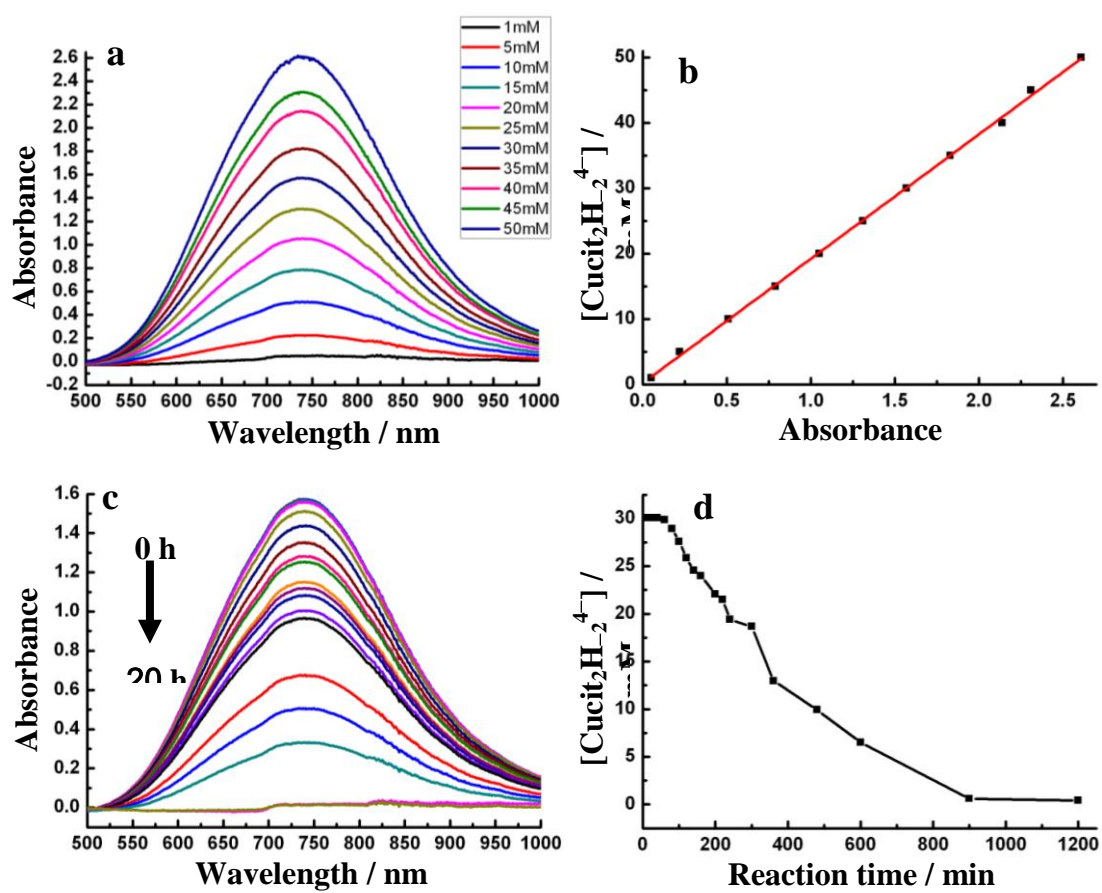 a
2.6
2.4
2.2
2.0
1.8
1.6
1.4
1.2
1.0
0.8
0.6
0.4
0.2
0.0
-0.2
Absorbance
500 550 600 650 700 750 800 850 900 950 1000
Wavelength / nm
1mM
5mM
10mM
15mM
20mM
25mM
30mM
35mM
40mM
45mM
50mM
b
50
40
30
20
10
0
[Cucit₂H₋₂⁴⁻] /
0.0 0.5 1.0 1.5 2.0 2.5
Absorbance
c
1.6
1.4
1.2
1.0
0.8
0.6
0.4
0.2
0.0
Absorbance
0 h
20 h
500 550 600 650 700 750 800 850 900 950 1000
Wavelength / nm
d
30
25
20
15
10
5
0
[Cucit₂H₋₂⁴⁻] /
0 200 400 600 800 1000 1200
Reaction time / min